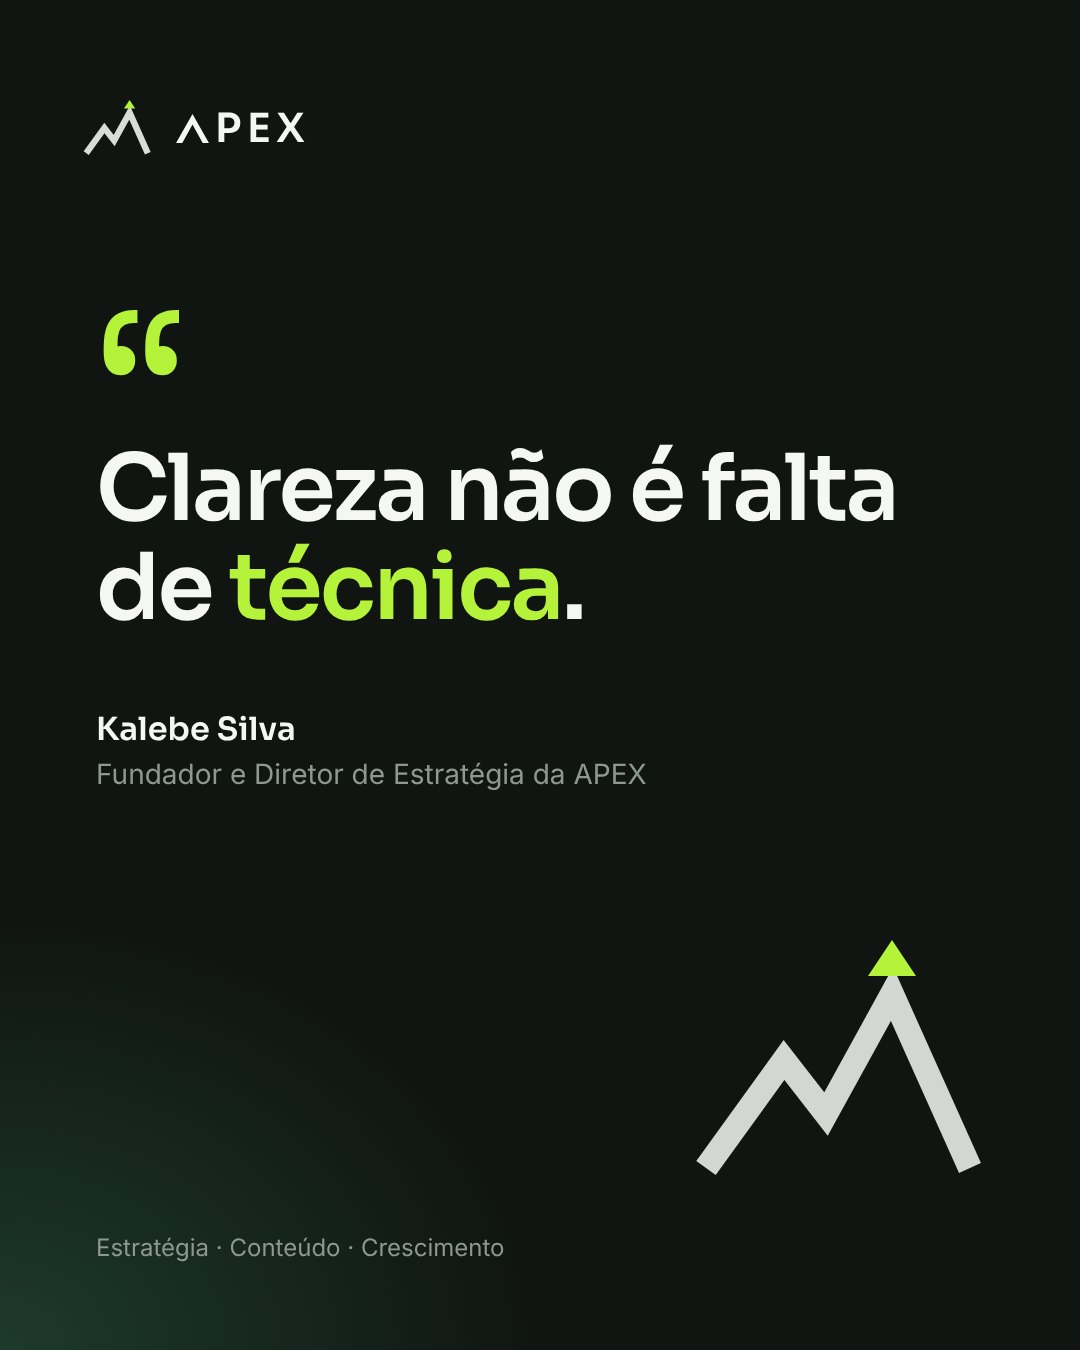 APEX
“
Clareza não é falta
de técnica.
Kalebe Silva
Fundador e Diretor de Estratégia da APEX
Estratégia · Conteúdo · Crescimento